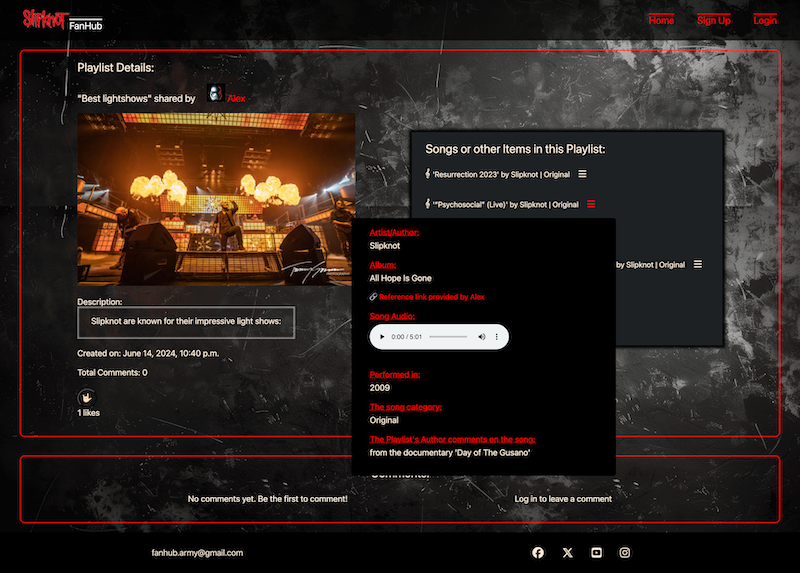 Slipknot FanHub
Home Sign Up Login
Playlist Details:
"Best lightshows" shared by Alex
Description:
Slipknot are known for their impressive light shows:
Created on: June 14, 2024, 10:40 p.m.
Total Comments: 0
1 likes
Songs or other Items in this Playlist:
'Resurrection 2023' by Slipknot | Original
'"Psychosocial" (Live)' by Slipknot | Original
by Slipknot | Original
Artist/Author:
Slipknot
Album:
All Hope Is Gone
Reference link provided by Alex
Song Audio:
0:00 / 5:01
Performed in:
2009
The song category:
Original
The Playlist's Author comments on the song:
from the documentary 'Day of The Gusano'
Comments:
No comments yet. Be the first to comment!
Log in to leave a comment
fanhub.army@gmail.com